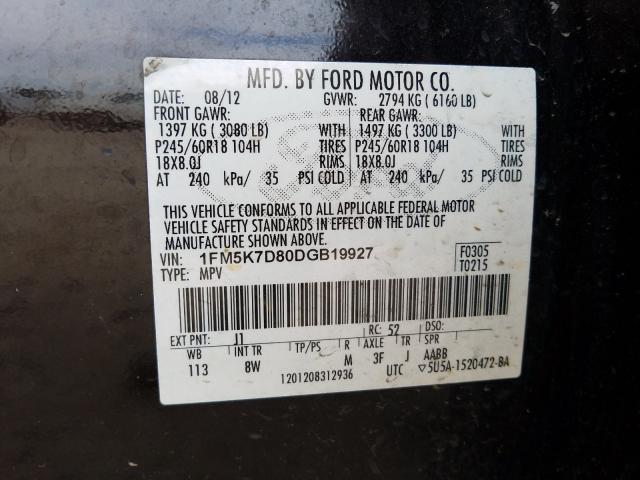 MFD. BY FORD MOTOR CO.
DATE: 08/12 GVWR: 2794 KG ( 6160 LB)
FRONT GAWR: REAR GAWR:
1397 KG ( 3080 LB) WITH 1497 KG ( 3300 LB) WITH
P245/60R18 104H TIRES P245/60R18 104H TIRES
18X8.0J RIMS 18X8.0J RIMS
AT 240 kPa/ 35 PSI COLD AT 240 kPa/ 35 PSI COLD
THIS VEHICLE CONFORMS TO ALL APPLICABLE FEDERAL MOTOR
VEHICLE SAFETY STANDARDS IN EFFECT ON THE DATE OF
MANUFACTURE SHOWN ABOVE.
VIN: 1FM5K7D80DGB19927 F0305
TYPE: MPV T0215
EXT PNT: J1 RC: 52 DSO:
WB INT TR TP/PS R AXLE TR SPR
113 8W M 3F J AABB
1201208312936 UTC ▽5U5A-1520472-BA